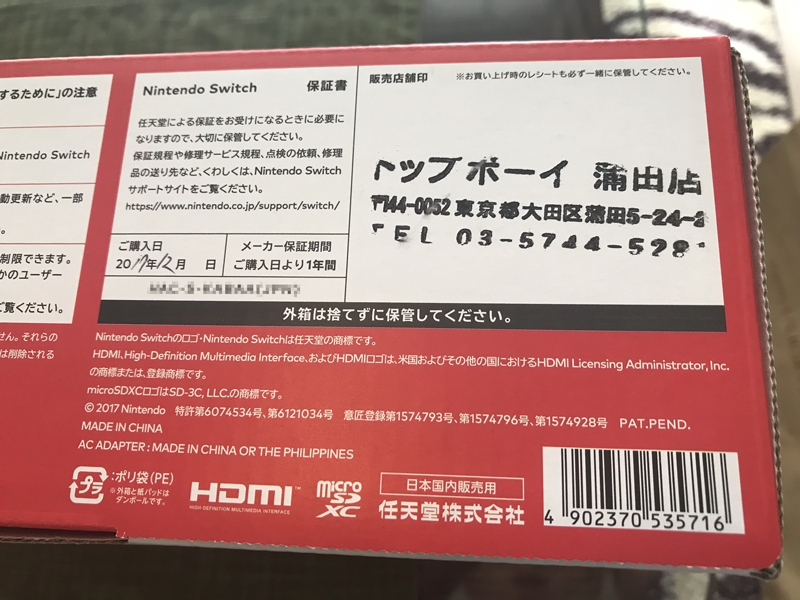 するために」の注意
Nintendo Switch
動更新など、一部
制限できます。
かのユーザー
ご覧ください。
せん。それらの
は削除される
Nintendo Switch 保証書
任天堂による保証をお受けになるときに必要に
なりますので、大切に保管してください。
保証規程や修理サービス規程、点検の依頼、修理
品の送り先など、くわしくは、Nintendo Switch
サポートサイトをご覧ください。
https://www.nintendo.co.jp/support/switch/
ご購入日
2017年12月 日
メーカー保証期間
ご購入日より1年間
販売店舗印 ※お買い上げ時のレシートも必ず一緒に保管してください。
トップボーイ 蒲田店
〒144-0052 東京都大田区蒲田5-24-
TEL 03-5744-528
外箱は捨てずに保管してください。
Nintendo Switchのロゴ・Nintendo Switchは任天堂の商標です。
HDMI、High-Definition Multimedia Interface、およびHDMIロゴは、米国およびその他の国におけるHDMI Licensing Administrator, Inc.
の商標または、登録商標です。
microSDXCロゴはSD-3C, LLC.の商標です。
© 2017 Nintendo 特許第6074534号、第6121034号 意匠登録第1574793号、第1574796号、第1574928号 PAT.PEND.
MADE IN CHINA
AC ADAPTER : MADE IN CHINA OR THE PHILIPPINES
プラ
:ポリ袋(PE)
※外箱と紙パッドは
ダンボールです。
HDMI™
HIGH-DEFINITION MULTIMEDIA INTERFACE
micro
SD
XC
日本国内販売用
任天堂株式会社
4 902370 535716